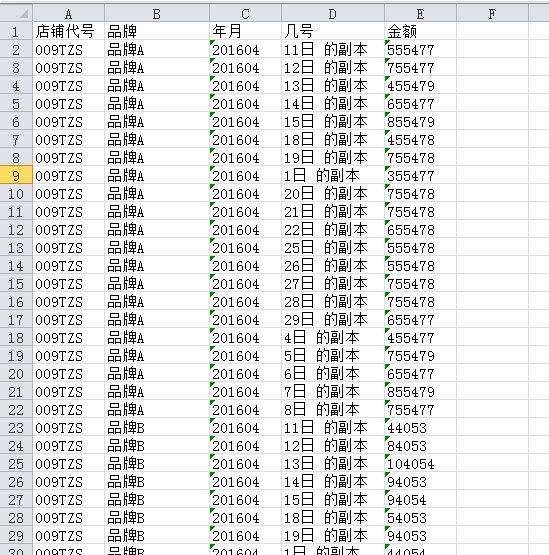 A B C D E F
1 店铺代号 品牌 年月 几号 金额
2 009TZS 品牌A 201604 11日 的副本 555477
3 009TZS 品牌A 201604 12日 的副本 755477
4 009TZS 品牌A 201604 13日 的副本 455479
5 009TZS 品牌A 201604 14日 的副本 655477
6 009TZS 品牌A 201604 15日 的副本 855479
7 009TZS 品牌A 201604 18日 的副本 455478
8 009TZS 品牌A 201604 19日 的副本 755478
9 009TZS 品牌A 201604 1日 的副本 355477
10 009TZS 品牌A 201604 20日 的副本 755478
11 009TZS 品牌A 201604 21日 的副本 755478
12 009TZS 品牌A 201604 22日 的副本 655478
13 009TZS 品牌A 201604 25日 的副本 555478
14 009TZS 品牌A 201604 26日 的副本 555478
15 009TZS 品牌A 201604 27日 的副本 755478
16 009TZS 品牌A 201604 28日 的副本 755478
17 009TZS 品牌A 201604 29日 的副本 655477
18 009TZS 品牌A 201604 4日 的副本 455477
19 009TZS 品牌A 201604 5日 的副本 755479
20 009TZS 品牌A 201604 6日 的副本 655477
21 009TZS 品牌A 201604 7日 的副本 855479
22 009TZS 品牌A 201604 8日 的副本 755477
23 009TZS 品牌B 201604 11日 的副本 44053
24 009TZS 品牌B 201604 12日 的副本 84053
25 009TZS 品牌B 201604 13日 的副本 104054
26 009TZS 品牌B 201604 14日 的副本 94053
27 009TZS 品牌B 201604 15日 的副本 94054
28 009TZS 品牌B 201604 18日 的副本 54053
29 009TZS 品牌B 201604 19日 的副本 94053
30 009TZS 品牌B 201604 1日 的副本 44054